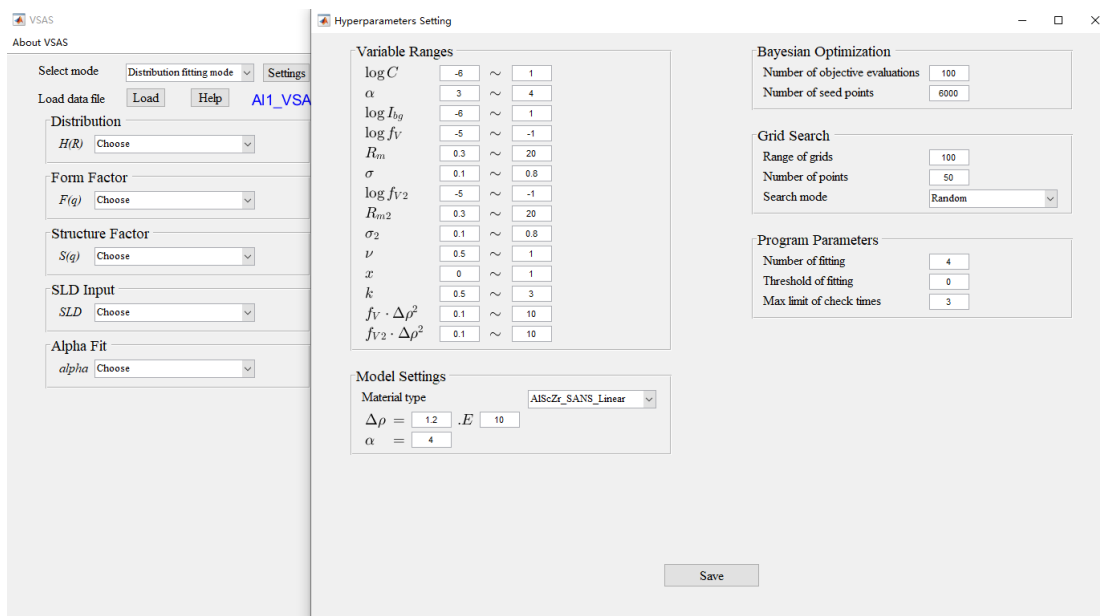 VSAS
About VSAS
Select mode Distribution fitting mode Settings
Load data file Load Help AI1_VSA
Distribution
H(R) Choose
Form Factor
F(q) Choose
Structure Factor
S(q) Choose
SLD Input
SLD Choose
Alpha Fit
alpha Choose
Hyperparameters Setting
Variable Ranges
log C -6 ~ 1
α 3 ~ 4
log I_bg -6 ~ 1
log f_V -5 ~ -1
R_m 0.3 ~ 20
σ 0.1 ~ 0.8
log f_V2 -5 ~ -1
R_m2 0.3 ~ 20
σ_2 0.1 ~ 0.8
ν 0.5 ~ 1
x 0 ~ 1
k 0.5 ~ 3
f_V · Δρ² 0.1 ~ 10
f_V2 · Δρ² 0.1 ~ 10
Model Settings
Material type AlScZr_SANS_Linear
Δρ = 1.2 .E 10
α = 4
Bayesian Optimization
Number of objective evaluations 100
Number of seed points 6000
Grid Search
Range of grids 100
Number of points 50
Search mode Random
Program Parameters
Number of fitting 4
Threshold of fitting 0
Max limit of check times 3
Save